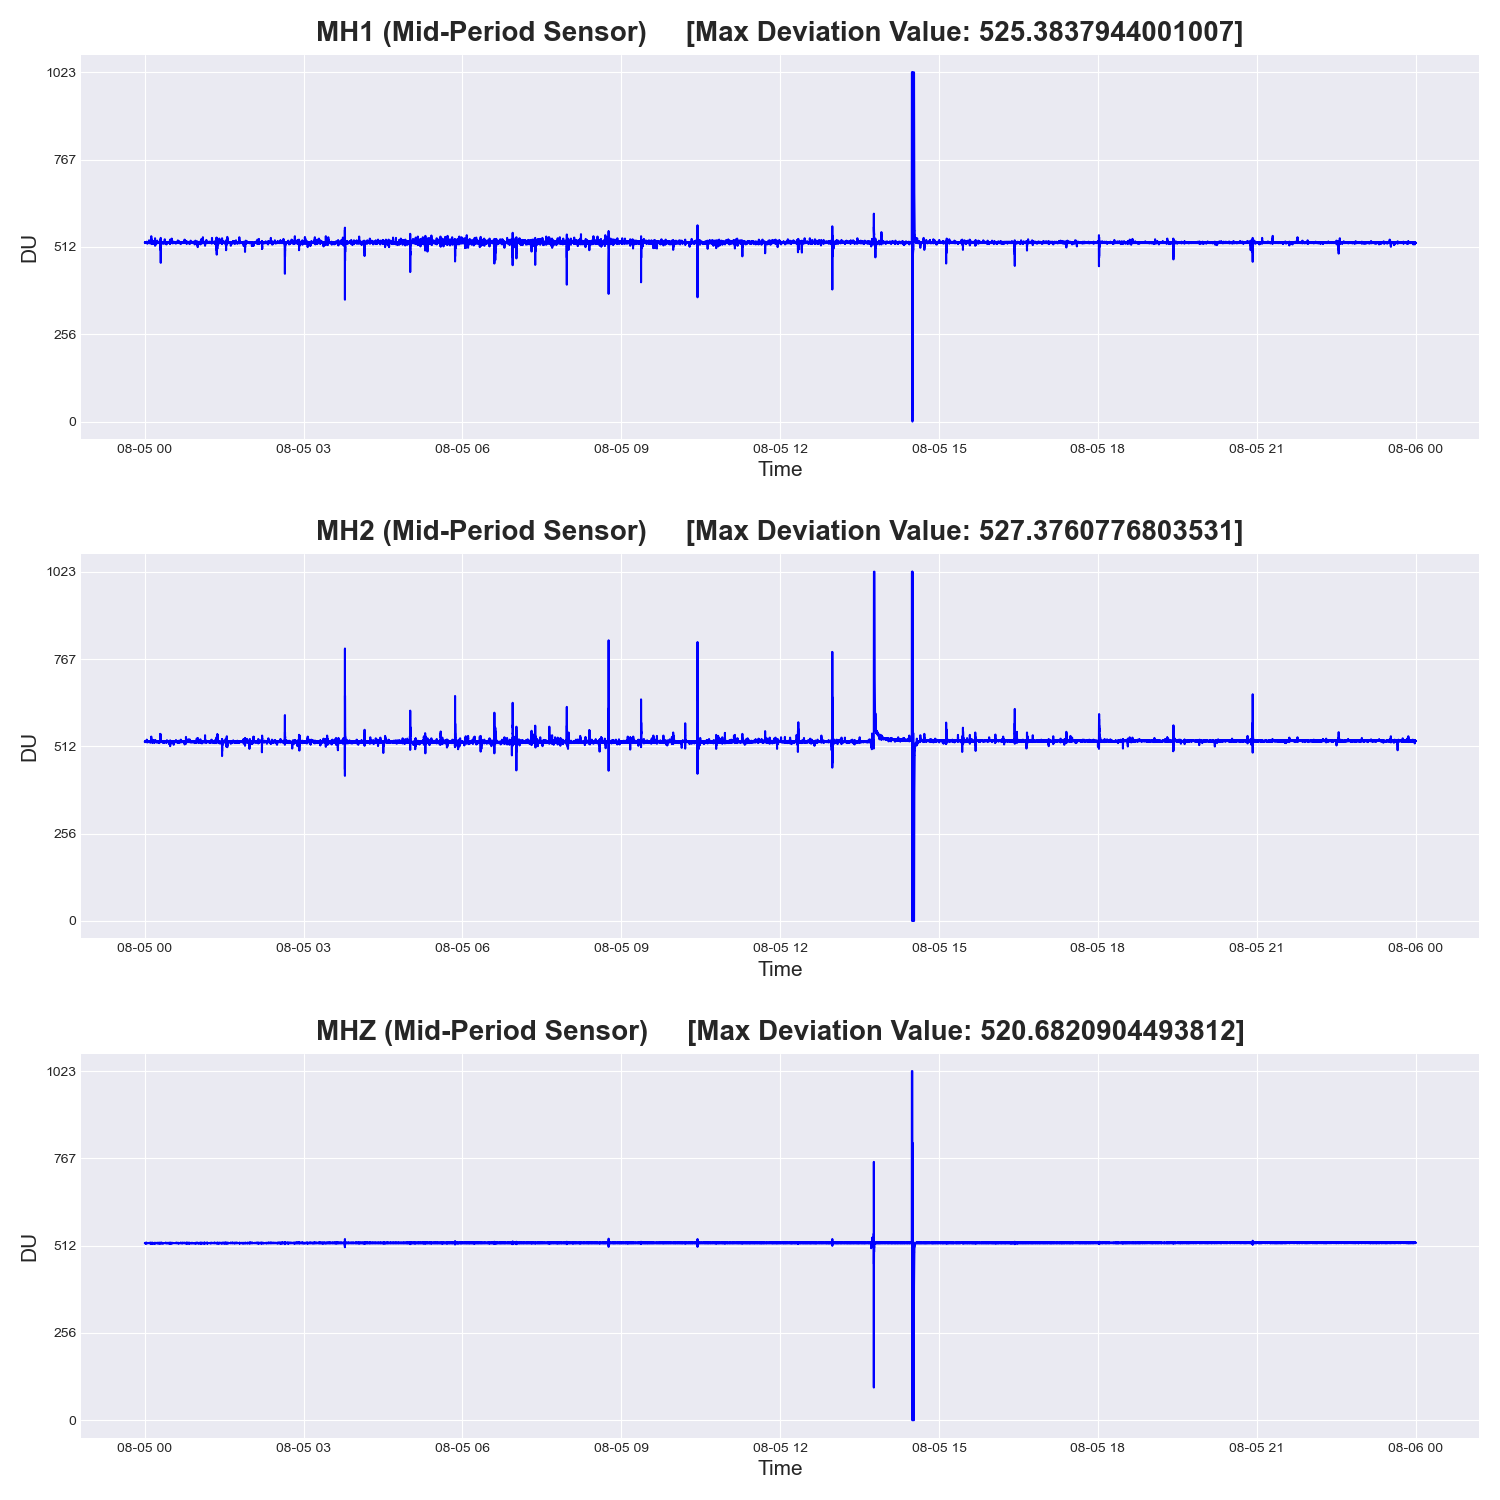 MH1 (Mid-Period Sensor) [Max Deviation Value: 525.3837944001007]
1023
767
512
256
0
DU
08-05 00 08-05 03 08-05 06 08-05 09 08-05 12 08-05 15 08-05 18 08-05 21 08-06 00
Time
MH2 (Mid-Period Sensor) [Max Deviation Value: 527.3760776803531]
1023
767
512
256
0
DU
08-05 00 08-05 03 08-05 06 08-05 09 08-05 12 08-05 15 08-05 18 08-05 21 08-06 00
Time
MHZ (Mid-Period Sensor) [Max Deviation Value: 520.6820904493812]
1023
767
512
256
0
DU
08-05 00 08-05 03 08-05 06 08-05 09 08-05 12 08-05 15 08-05 18 08-05 21 08-06 00
Time